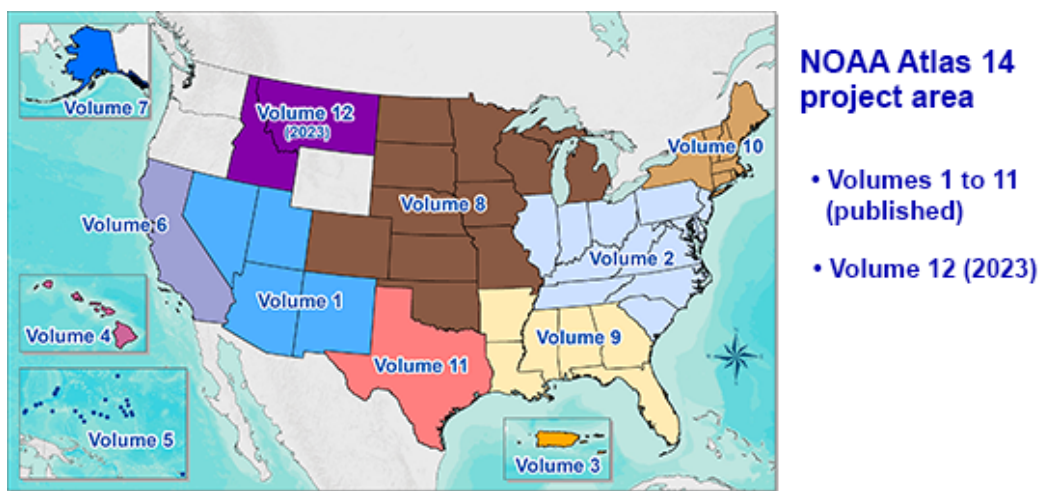 NOAA Atlas 14
project area
• Volumes 1 to 11
(published)
• Volume 12 (2023)
Volume 7
Volume 12
(2023)
Volume 10
Volume 8
Volume 6
Volume 2
Volume 1
Volume 4
Volume 9
Volume 11
Volume 5
Volume 3